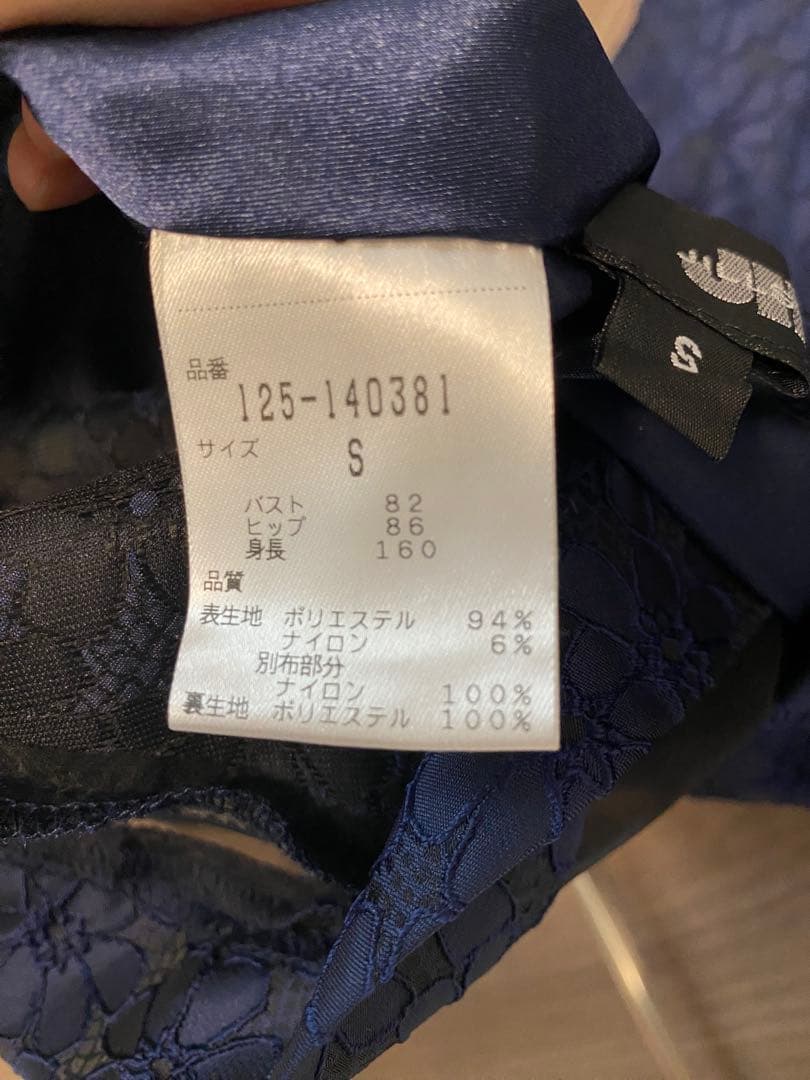 品番
125-140381
サイズ S
バスト 82
ヒップ 86
身長 160
品質
表生地 ポリエステル 94%
ナイロン 6%
別布部分
ナイロン 100%
裏生地 ポリエステル 100%
S